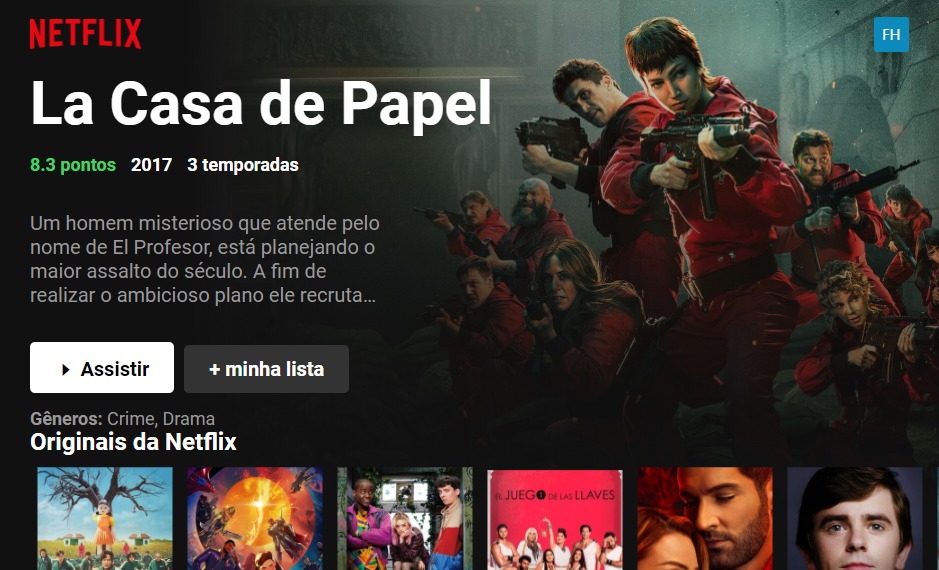 NETFLIX
FH
La Casa de Papel
8.3 pontos 2017 3 temporadas
Um homem misterioso que atende pelo
nome de El Profesor, está planejando o
maior assalto do século. A fim de
realizar o ambicioso plano ele recruta...
Assistir
+ minha lista
Gêneros: Crime, Drama
Originais da Netflix
EL JUEGO DE LAS LLAVES